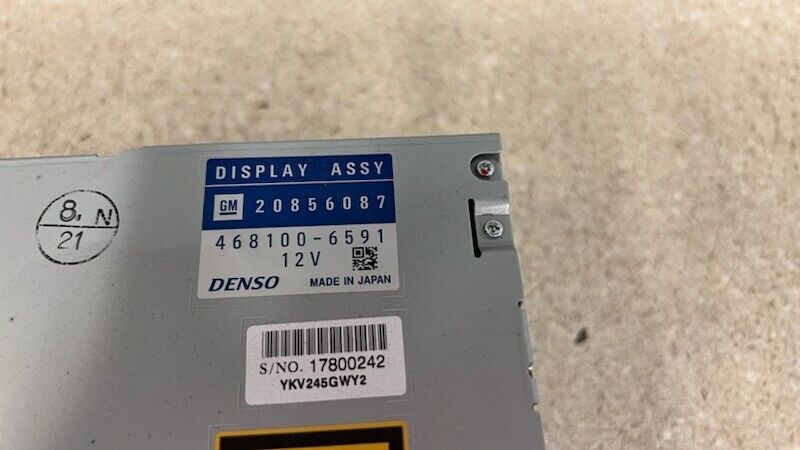 DISPLAY ASSY
GM 20856087
468100-6591
12V
DENSO MADE IN JAPAN
8, N
21
S/NO. 17800242
YKV245GWY2